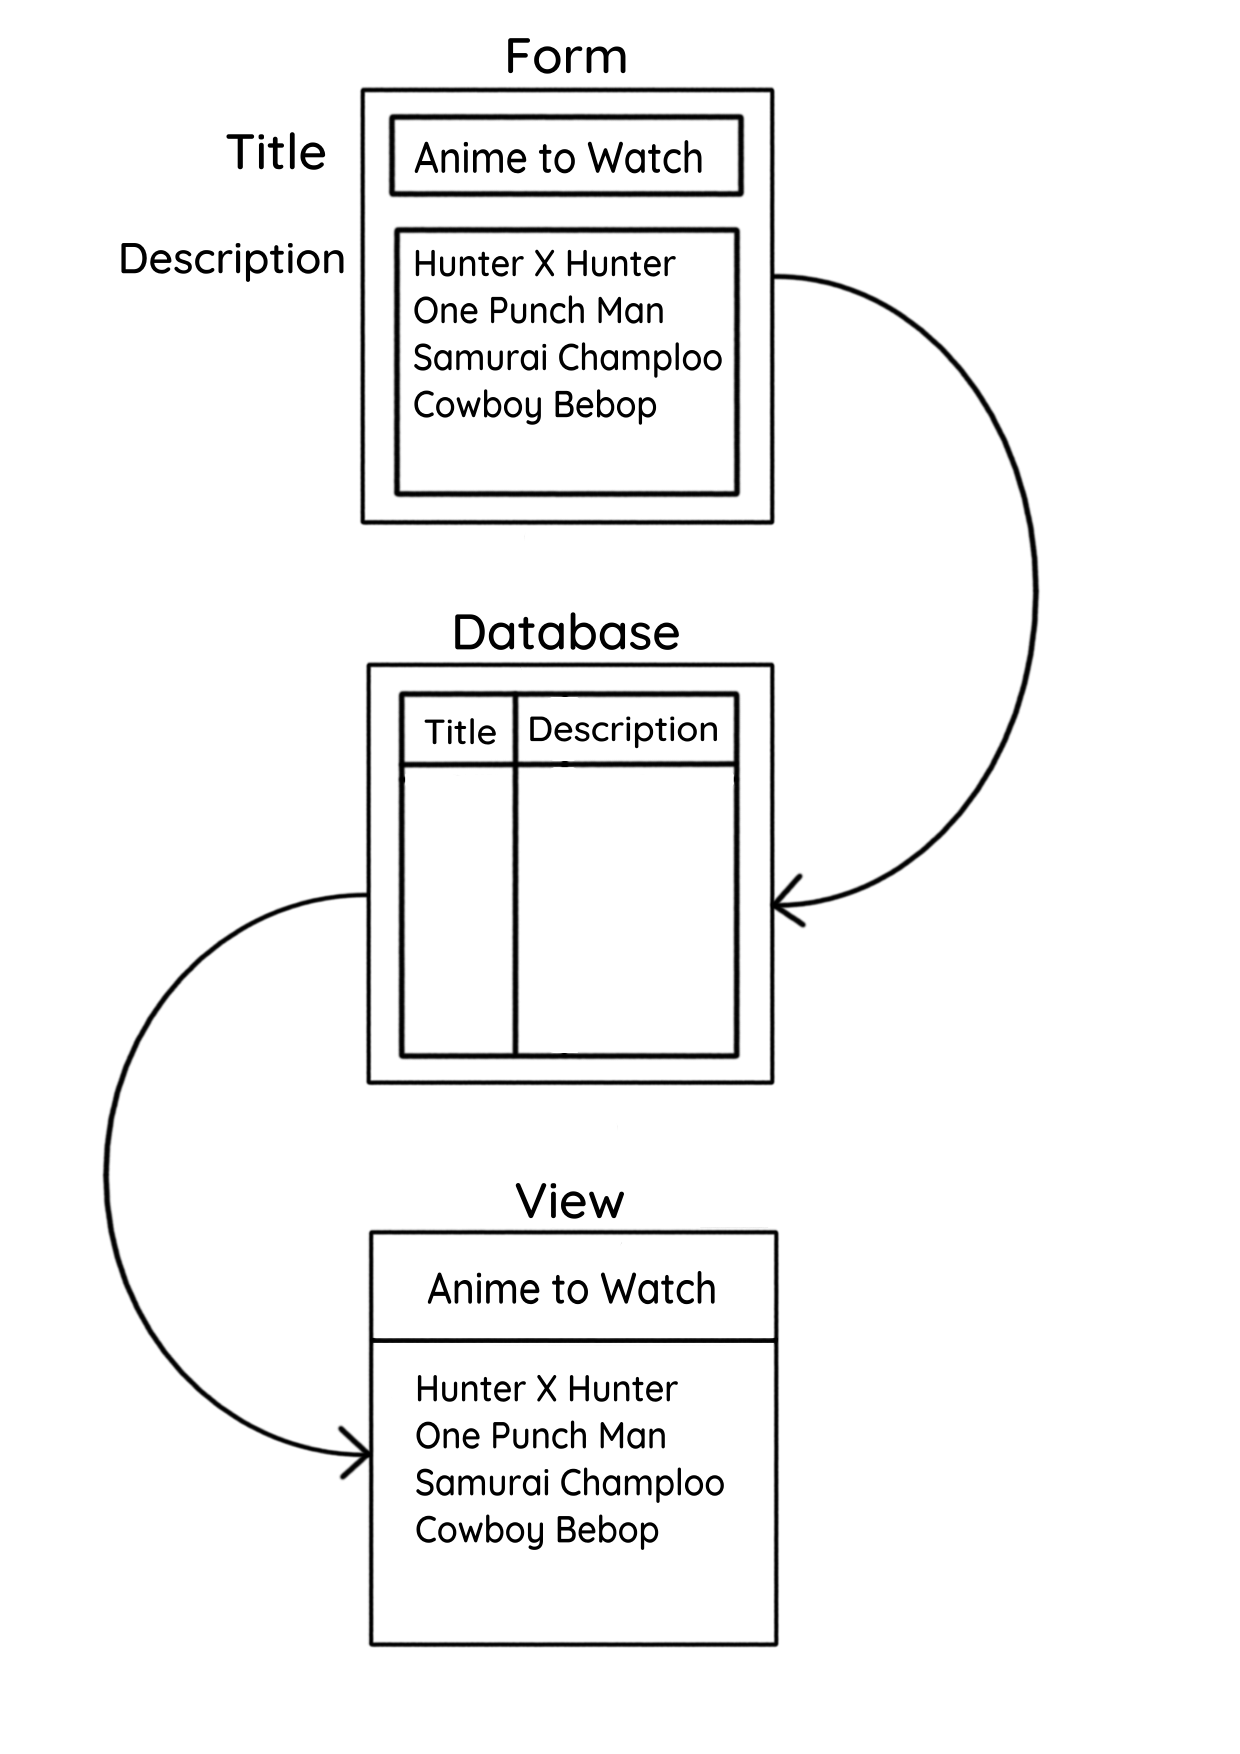 Form
Title
Anime to Watch
Description
Hunter X Hunter
One Punch Man
Samurai Champloo
Cowboy Bebop
Database
Title Description
View
Anime to Watch
Hunter X Hunter
One Punch Man
Samurai Champloo
Cowboy Bebop